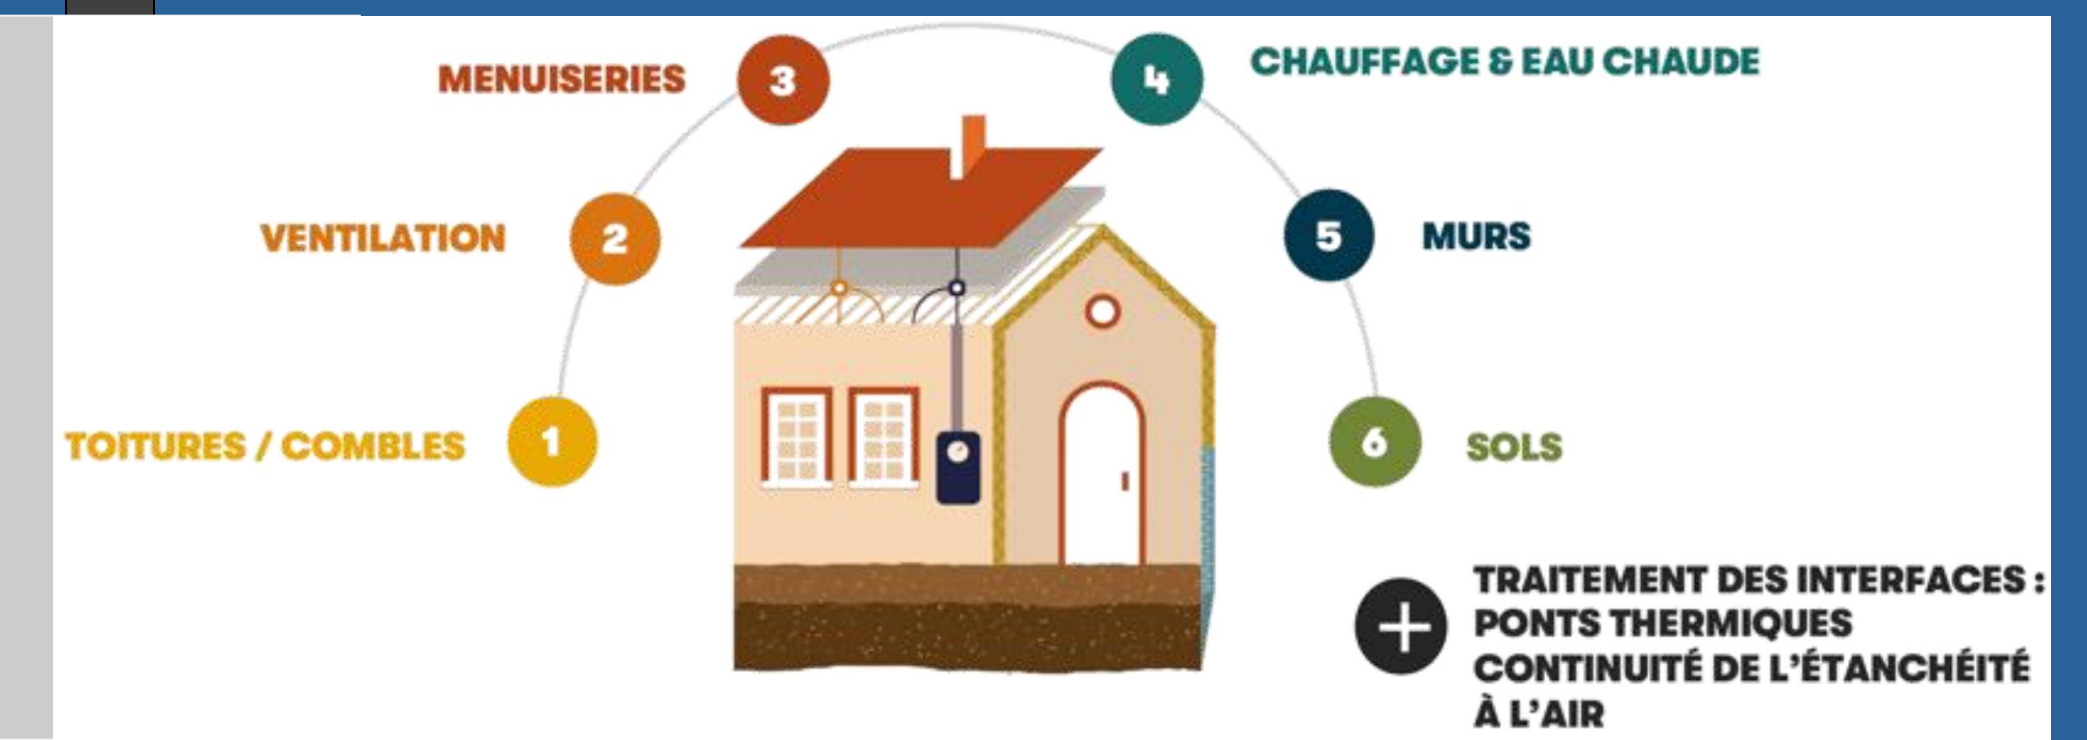 TOITURES / COMBLES
1
VENTILATION
2
MENUISERIES
3
4
CHAUFFAGE & EAU CHAUDE
5
MURS
6
SOLS
+
TRAITEMENT DES INTERFACES :
PONTS THERMIQUES
CONTINUITÉ DE L'ÉTANCHÉITÉ
À L'AIR